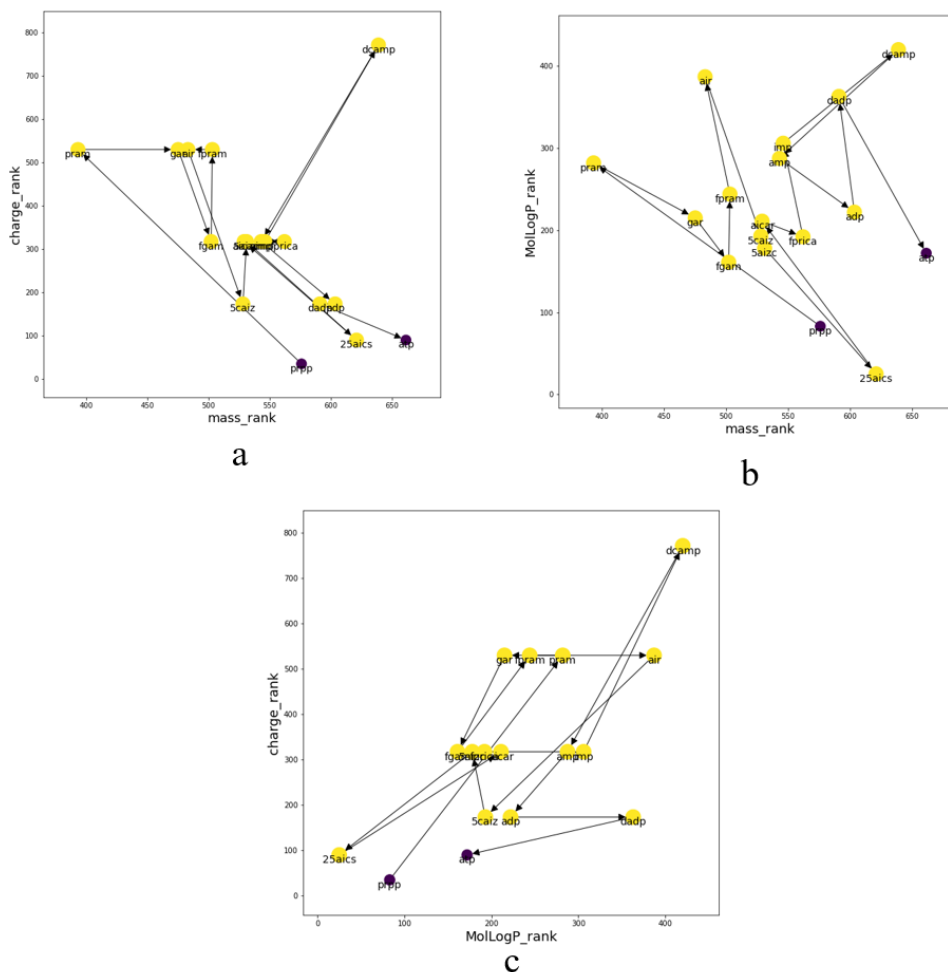 800
700
600
500
400
300
200
100
0
charge_rank
dcamp
pram
gar
air
fpram
fgam
fprica
5caiz
dadp
adp
25aics
atp
prpp
400
450
500
550
600
650
mass_rank
a
400
300
200
100
0
MolLogP_rank
dcamp
air
dadp
imp
amp
pram
fpram
gar
aicar
adp
5caiz
fprica
5aizc
fgam
atp
prpp
25aics
400
450
500
550
600
650
mass_rank
b
800
700
600
500
400
300
200
100
0
charge_rank
dcamp
gar
fpram
pram
air
fgam
aicar
amp
imp
5caiz
adp
dadp
25aics
atp
prpp
0
100
200
300
400
MolLogP_rank
c